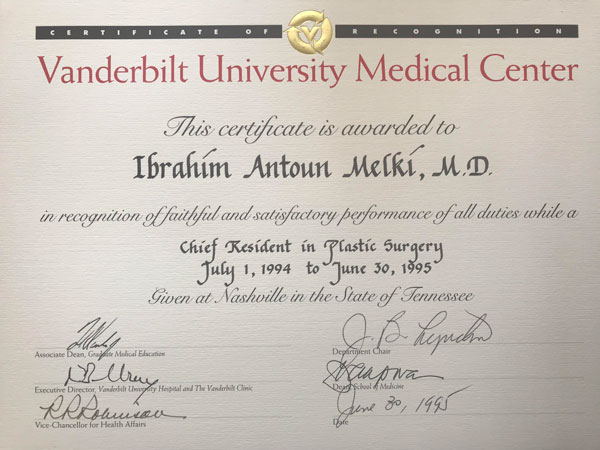 CERTIFICATE OF RECOGNITION
Vanderbilt University Medical Center
This certificate is awarded to
Ibrahim Antoun Melki, M.D.
in recognition of faithful and satisfactory performance of all duties while a
Chief Resident in Plastic Surgery
July 1, 1994 to June 30, 1995
Given at Nashville in the State of Tennessee
Associate Dean, Graduate Medical Education
J. B. Lynch
Department Chair
Executive Director, Vanderbilt University Hospital and The Vanderbilt Clinic
Dean, School of Medicine
R R Robinson
Vice-Chancellor for Health Affairs
June 30, 1995
Date